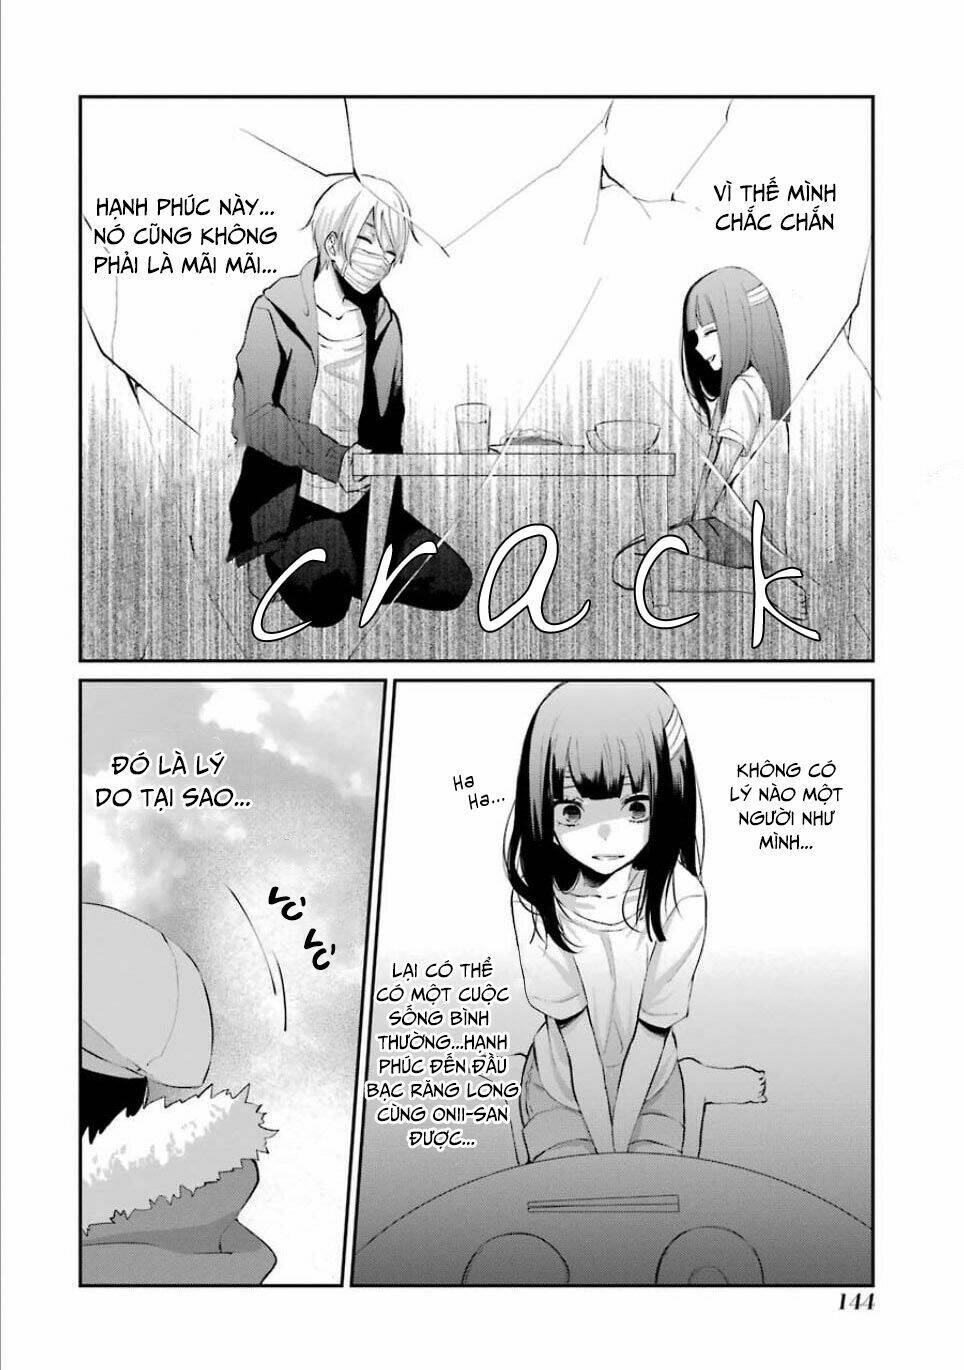 VÌ THẾ MÌNH
CHẮC CHẮN
HẠNH PHÚC NÀY...
NÓ CŨNG KHÔNG
PHẢI LÀ MÃI MÃI...
crack
KHÔNG CÓ
LÝ NÀO MỘT
NGƯỜI NHƯ
MÌNH...
Ha
Ha...
LẠI CÓ THỂ
CÓ MỘT CUỘC
SỐNG BÌNH
THƯỜNG...HẠNH
PHÚC ĐẾN ĐẦU
BẠC RĂNG LONG
CÙNG ONII-SAN
ĐƯỢC...
ĐÓ LÀ LÝ
DO TẠI SAO...
VÙ
VÙ
144